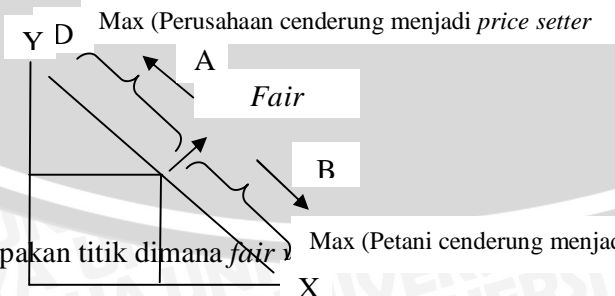 Max (Perusahaan cenderung menjadi price setter
Y D
A
Fair
B
Max (Petani cenderung menjad
pakan titik dimana fair
X